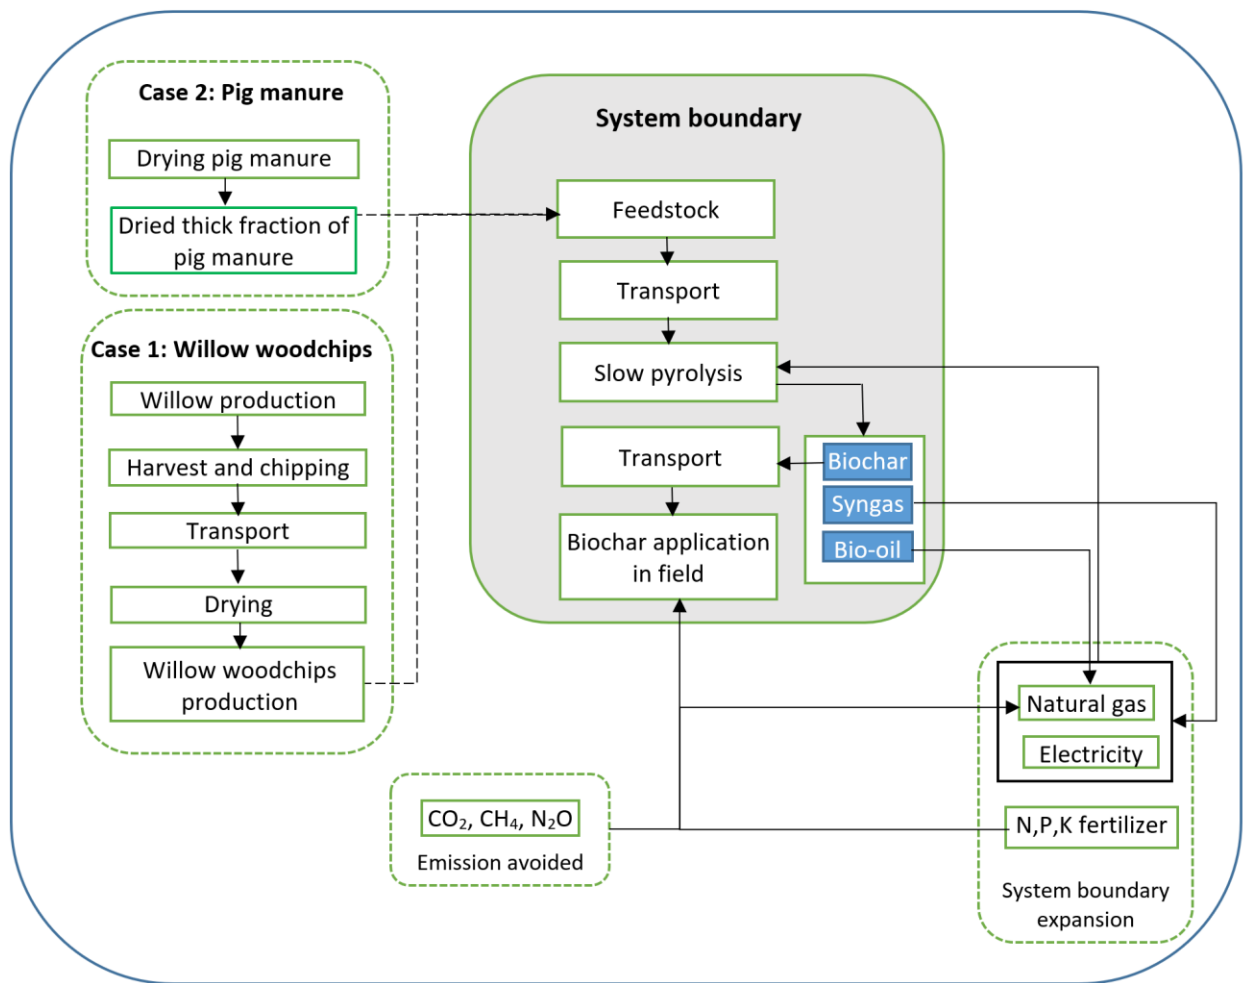 Case 2: Pig manure
Drying pig manure
Dried thick fraction of
pig manure
Case 1: Willow woodchips
Willow production
Harvest and chipping
Transport
Drying
Willow woodchips
production
System boundary
Feedstock
Transport
Slow pyrolysis
Transport
Biochar application
in field
Biochar
Syngas
Bio-oil
Natural gas
Electricity
N,P,K fertilizer
System boundary
expansion
CO₂, CH₄, N₂O
Emission avoided